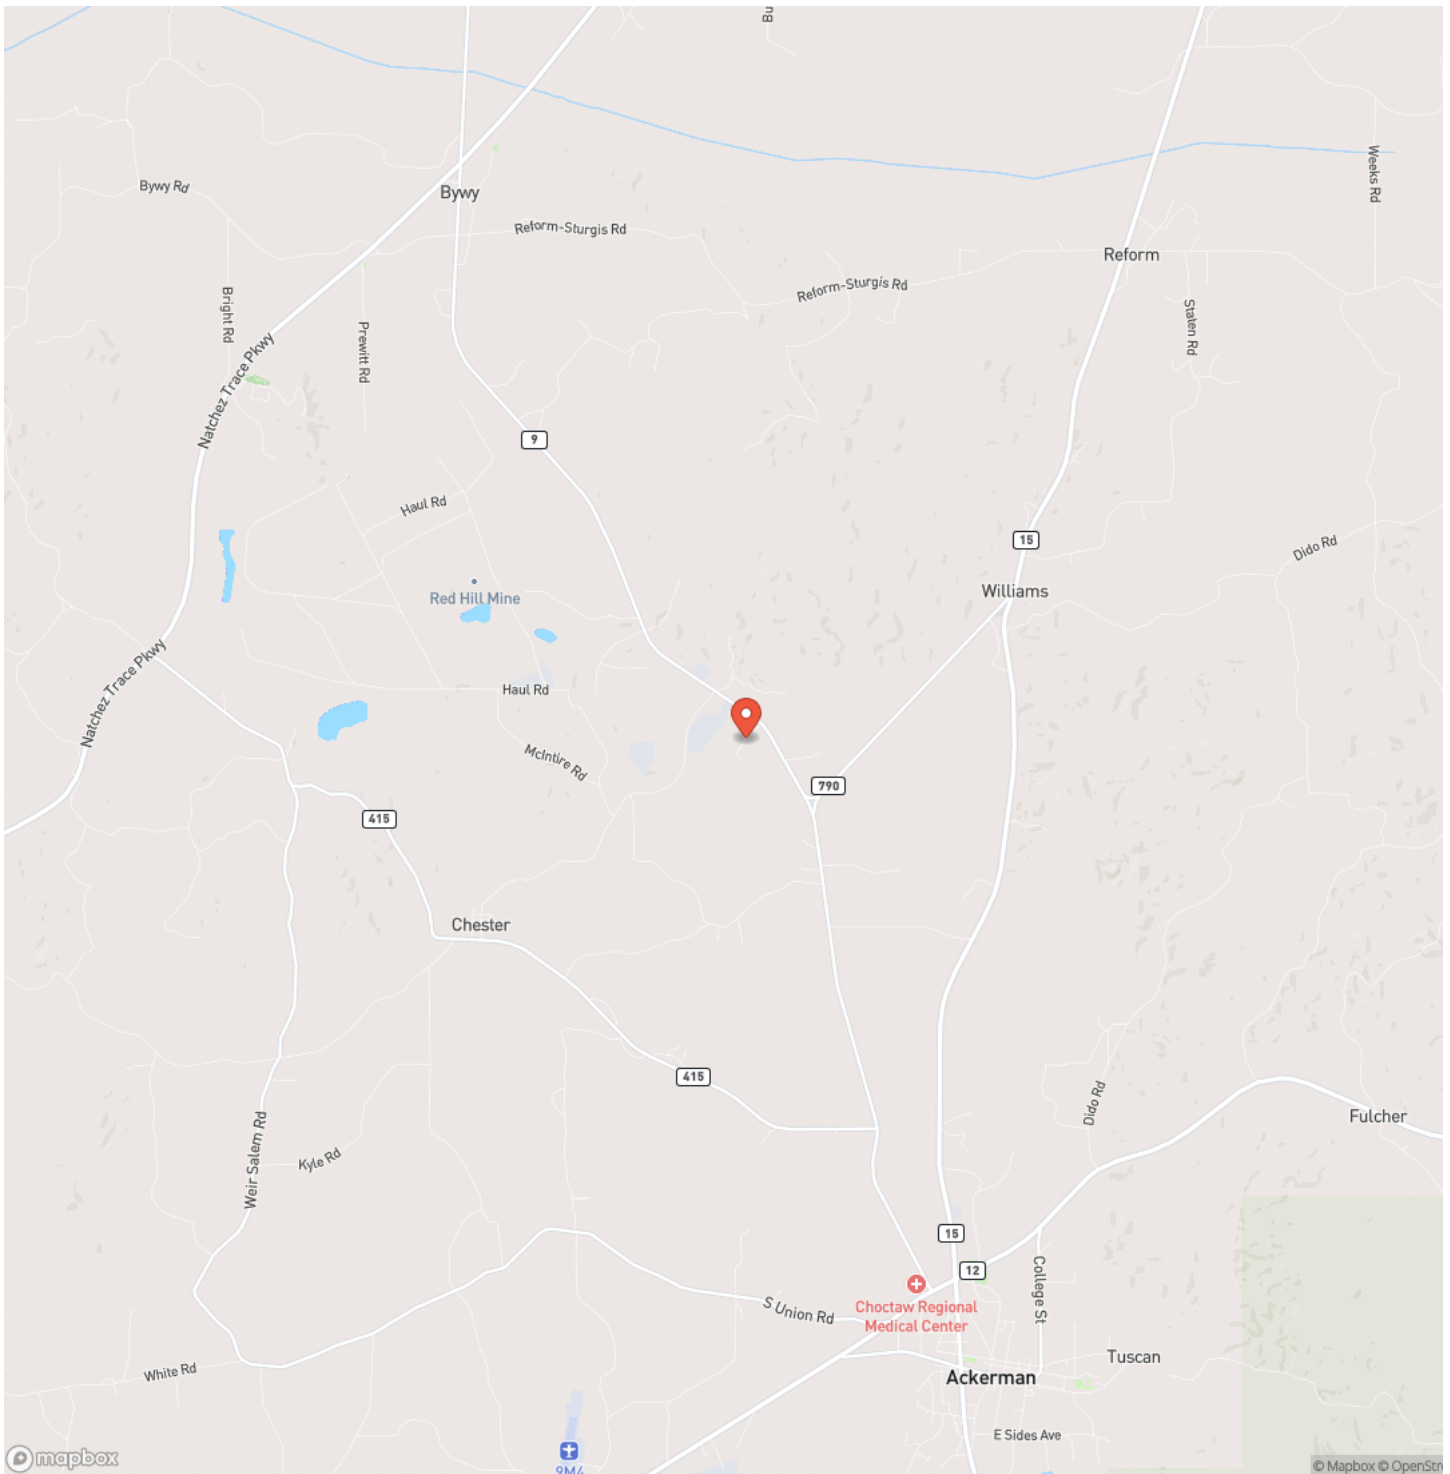 Bu
Weeks Rd
Bywy Rd
Bywy
Reform-Sturgis Rd
Reform
Reform-Sturgis Rd
Bright Rd
Prewitt Rd
Staten Rd
Natchez Trace Pkwy
9
Haul Rd
15
Dido Rd
Red Hill Mine
Williams
Natchez Trace Pkwy
Haul Rd
McIntire Rd
790
415
Chester
415
Dido Rd
Fulcher
Weir Salem Rd
Kyle Rd
15
12
College St
Choctaw Regional
Medical Center
S Union Rd
Tuscan
White Rd
Ackerman
E Sides Ave
9M4
mapbox
© Mapbox © OpenStr